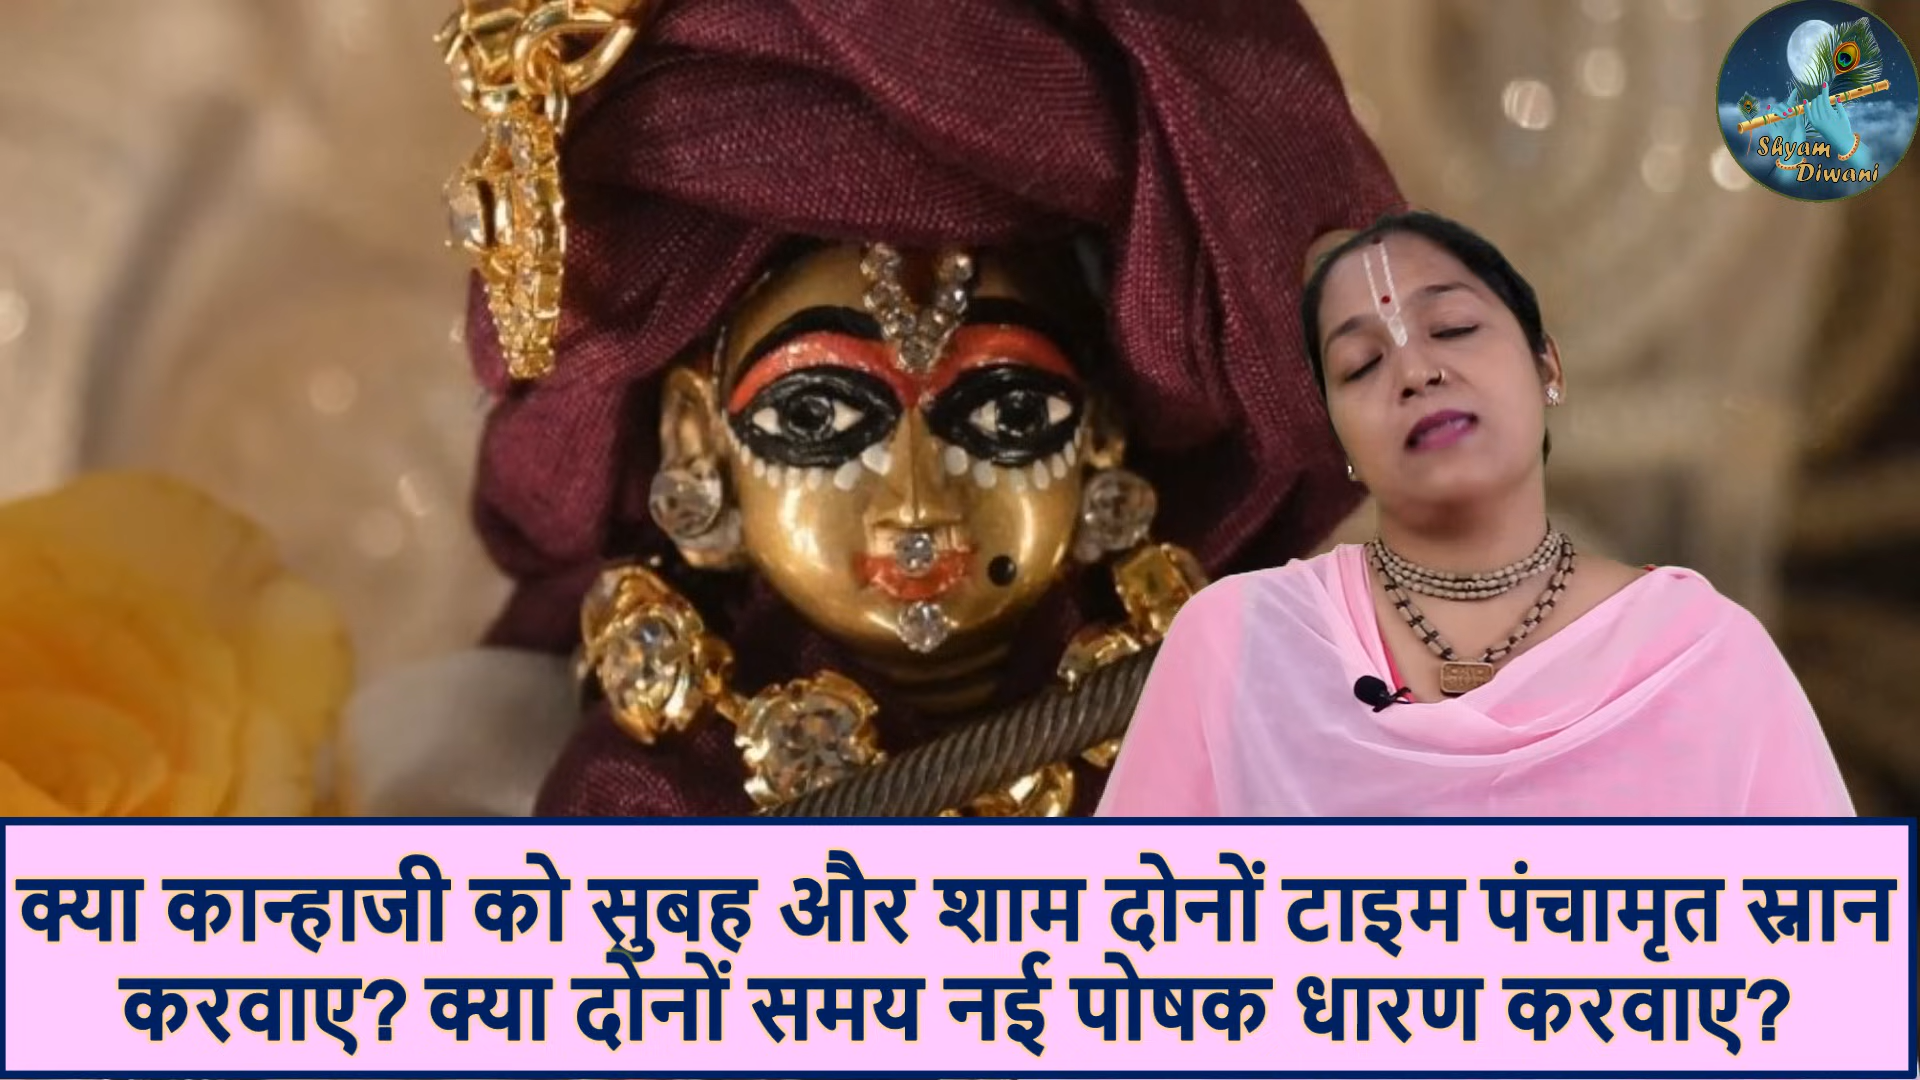 Shyam
Diwani
क्या कान्हाजी को सुबह और शाम दोनों टाइम पंचामृत स्नान
करवाए? क्या दोनों समय नई पोषक धारण करवाए?